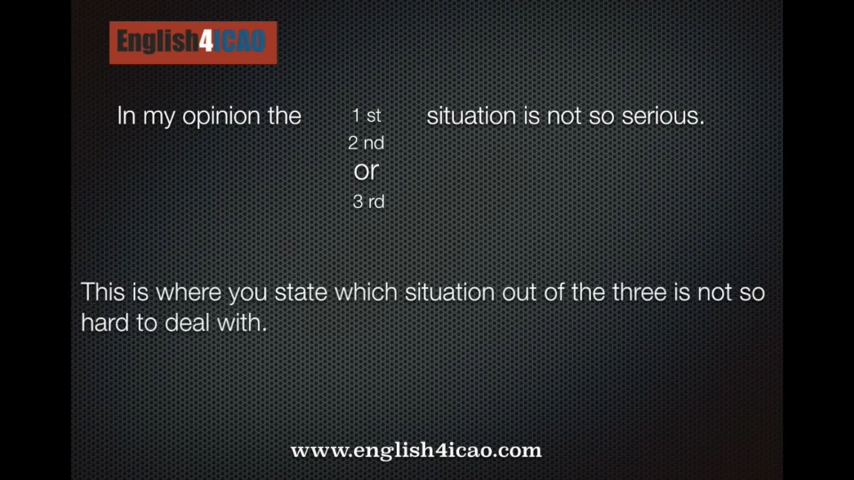 English4ICAO
In my opinion the 1 st situation is not so serious.
2 nd
or
3 rd
This is where you state which situation out of the three is not so
hard to deal with.
www.english4icao.com